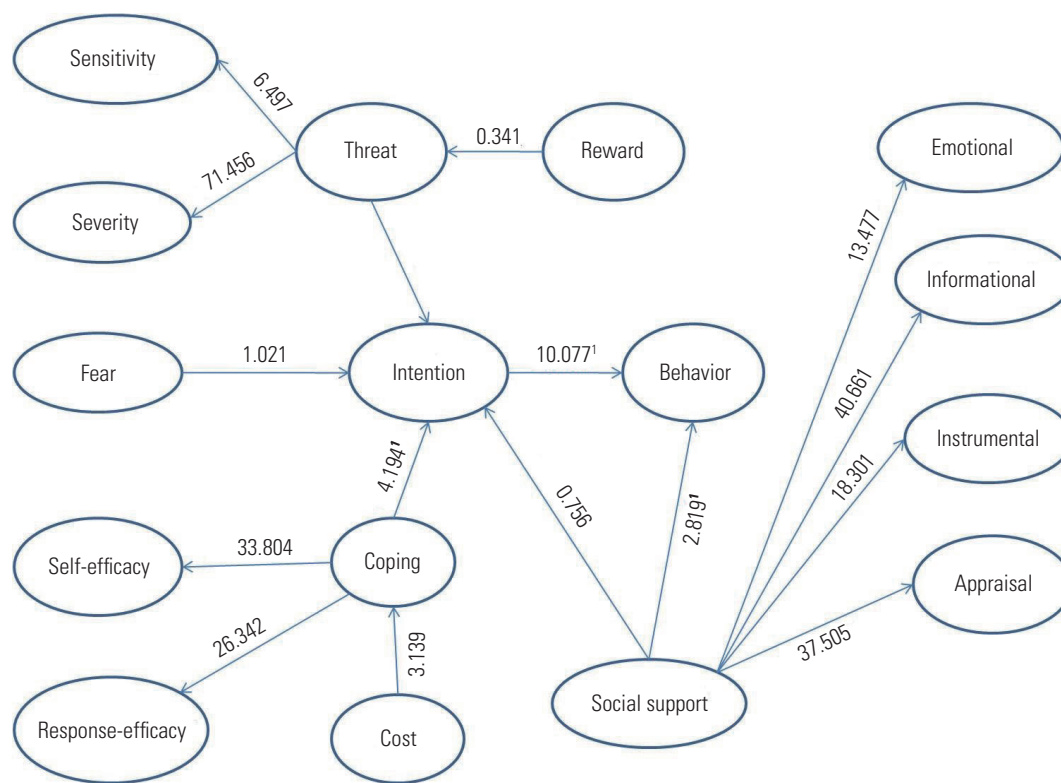 Sensitivity
6.497
Threat
0.341
Reward
Emotional
71.456
Severity
13.477
Informational
Fear
1.021
Intention
10.077¹
Behavior
40.661
Instrumental
4.194¹
0.756
2.819¹
18.301
Self-efficacy
33.804
Coping
Appraisal
26.342
3.139
37.505
Response-efficacy
Cost
Social support